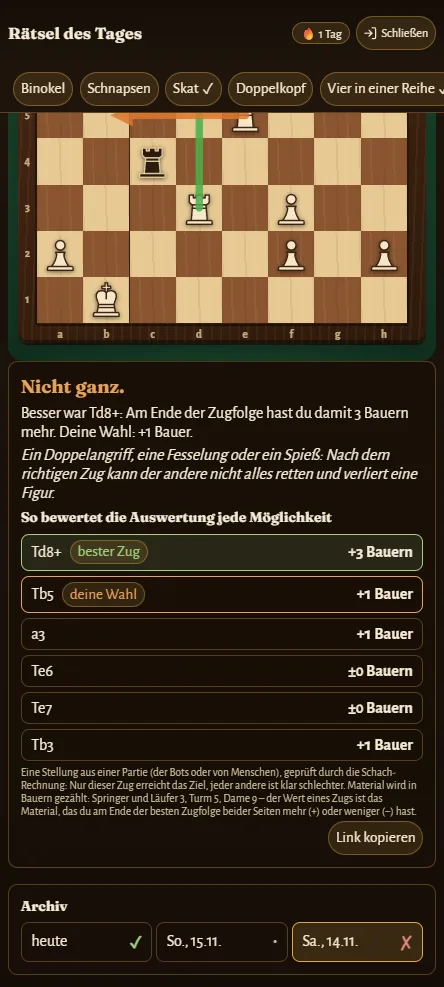 Rätsel des Tages
🔥 1 Tag
Schließen
Binokel
Schnapsen
Skat ✓
Doppelkopf
Vier in einer Reihe ✓
5
4
3
2
1
a b c d e f g h
Nicht ganz.
Besser war Td8+: Am Ende der Zugfolge hast du damit 3 Bauern
mehr. Deine Wahl: +1 Bauer.
Ein Doppelangriff, eine Fesselung oder ein Spieß: Nach dem
richtigen Zug kann der andere nicht alles retten und verliert eine
Figur.
So bewertet die Auswertung jede Möglichkeit
Td8+ bester Zug +3 Bauern
Tb5 deine Wahl +1 Bauer
a3 +1 Bauer
Te6 ±0 Bauern
Te7 ±0 Bauern
Tb3 +1 Bauer
Eine Stellung aus einer Partie (der Bots oder von Menschen), geprüft durch die Schach-
Rechnung: Nur dieser Zug erreicht das Ziel, jeder andere ist klar schlechter. Material wird in
Bauern gezählt: Springer und Läufer 3, Turm 5, Dame 9 – der Wert eines Zugs ist das
Material, das du am Ende der besten Zugfolge beider Seiten mehr (+) oder weniger (−) hast.
Link kopieren
Archiv
heute ✓
So., 15.11. •
Sa., 14.11. ✗